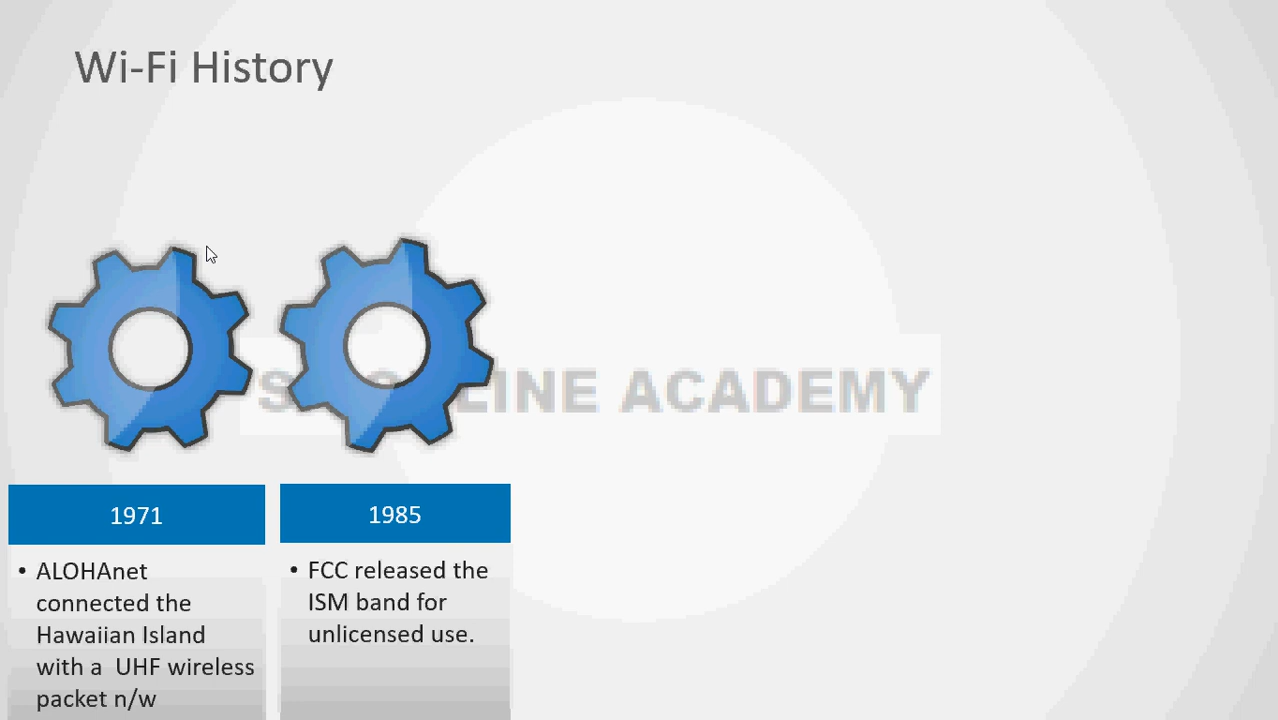 Wi-Fi History
ACADEMY
1971
• ALOHAnet
connected the
Hawaiian Island
with a  UHF wireless
packet n/w
1985
• FCC released the
ISM band for
unlicensed use.